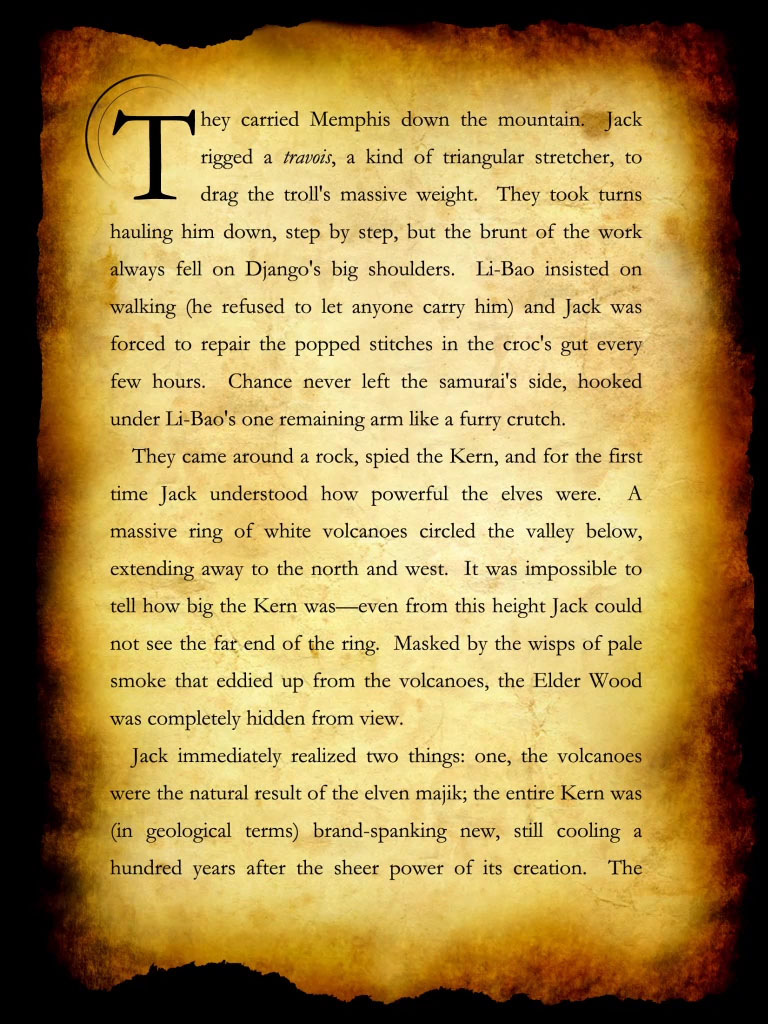 They carried Memphis down the mountain.  Jack
rigged a travois, a kind of triangular stretcher, to
drag the troll's massive weight.  They took turns
hauling him down, step by step, but the brunt of the work
always fell on Django's big shoulders.  Li-Bao insisted on
walking (he refused to let anyone carry him) and Jack was
forced to repair the popped stitches in the croc's gut every
few hours.  Chance never left the samurai's side, hooked
under Li-Bao's one remaining arm like a furry crutch.
They came around a rock, spied the Kern, and for the first
time Jack understood how powerful the elves were.  A
massive ring of white volcanoes circled the valley below,
extending away to the north and west.  It was impossible to
tell how big the Kern was—even from this height Jack could
not see the far end of the ring.  Masked by the wisps of pale
smoke that eddied up from the volcanoes, the Elder Wood
was completely hidden from view.
Jack immediately realized two things: one, the volcanoes
were the natural result of the elven majik; the entire Kern was
(in geological terms) brand-spanking new, still cooling a
hundred years after the sheer power of its creation.  The